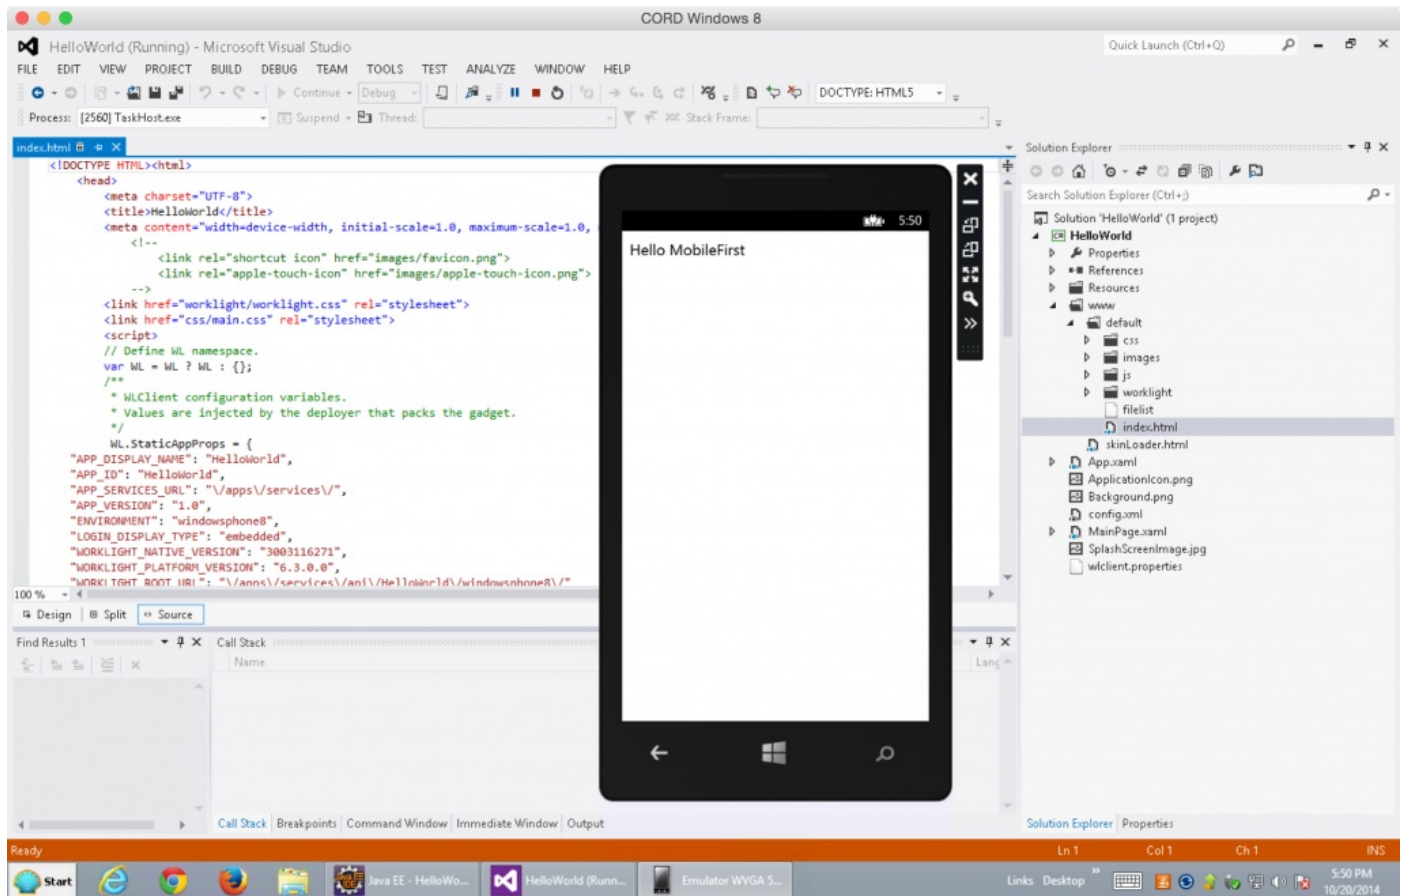 CORD Windows 8
HelloWorld (Running) - Microsoft Visual Studio
Quick Launch (Ctrl+Q)
FILE EDIT VIEW PROJECT BUILD DEBUG TEAM TOOLS TEST ANALYZE WINDOW HELP
Continue Debug DOCTYPE: HTML5
Process: [2560] TaskHost.exe Suspend Thread: Stack Frame:
index.html
<!DOCTYPE HTML><html>
<head>
<meta charset="UTF-8">
<title>HelloWorld</title>
<meta content="width=device-width, initial-scale=1.0, maximum-scale=1.0,
<!--
<link rel="shortcut icon" href="images/favicon.png">
<link rel="apple-touch-icon" href="images/apple-touch-icon.png">
-->
<link href="worklight/worklight.css" rel="stylesheet">
<link href="css/main.css" rel="stylesheet">
<script>
// Define WL namespace.
var WL = WL ? WL : {};
/**
* WLClient configuration variables.
* Values are injected by the deployer that packs the gadget.
*/
WL.StaticAppProps = {
"APP_DISPLAY_NAME": "HelloWorld",
"APP_ID": "HelloWorld",
"APP_SERVICES_URL": "\/apps\/services\/",
"APP_VERSION": "1.0",
"ENVIRONMENT": "windowsphone8",
"LOGIN_DISPLAY_TYPE": "embedded",
"WORKLIGHT_NATIVE_VERSION": "3003116271",
"WORKLIGHT_PLATFORM_VERSION": "6.3.0.0",
"WORKLIGHT_ROOT_URL": "\/apps\/services\/api\/HelloWorld\/windowsphone8\/"
100 %
Design Split Source
5:50
Hello MobileFirst
Solution Explorer
Search Solution Explorer (Ctrl+;)
Solution 'HelloWorld' (1 project)
HelloWorld
Properties
References
Resources
www
default
css
images
js
worklight
filelist
index.html
skinLoader.html
App.xaml
ApplicationIcon.png
Background.png
config.xml
MainPage.xaml
SplashScreenImage.jpg
wlclient.properties
Find Results 1
Call Stack
Name
Lang
Call Stack Breakpoints Command Window Immediate Window Output
Solution Explorer Properties
Ready Ln 1 Col 1 Ch 1 INS
Start
Java EE - HelloWo...
HelloWorld (Runn...
Emulator WVGA 5...
Links Desktop
5:50 PM
10/20/2014